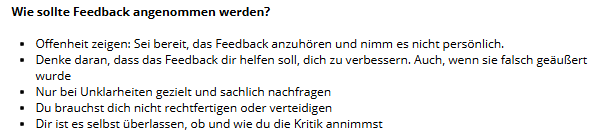 Wie sollte Feedback angenommen werden?
▪ Offenheit zeigen: Sei bereit, das Feedback anzuhören und nimm es nicht persönlich.
▪ Denke daran, dass das Feedback dir helfen soll, dich zu verbessern. Auch, wenn sie falsch geäußert
wurde
▪ Nur bei Unklarheiten gezielt und sachlich nachfragen
▪ Du brauchst dich nicht rechtfertigen oder verteidigen
▪ Dir ist es selbst überlassen, ob und wie du die Kritik annimmst